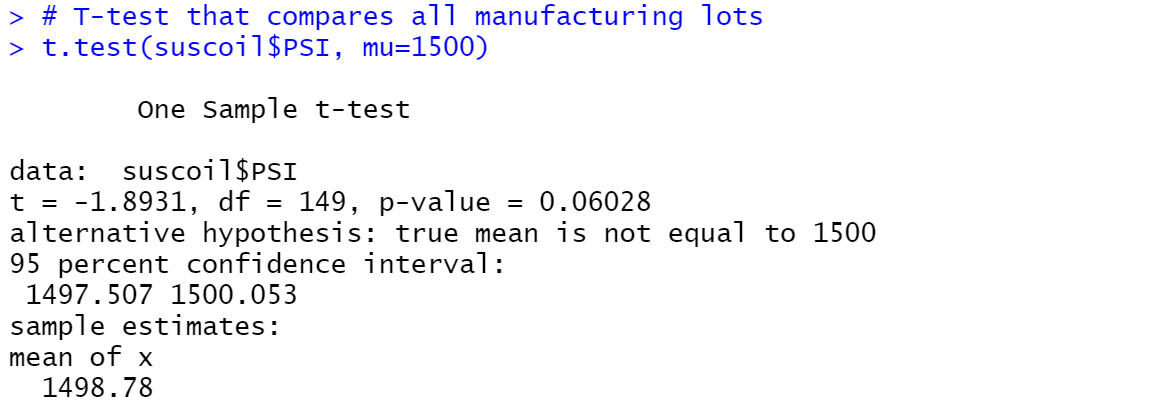 > # T-test that compares all manufacturing lots
> t.test(suscoil$PSI, mu=1500)
One Sample t-test
data:  suscoil$PSI
t = -1.8931, df = 149, p-value = 0.06028
alternative hypothesis: true mean is not equal to 1500
95 percent confidence interval:
 1497.507 1500.053
sample estimates:
mean of x
  1498.78